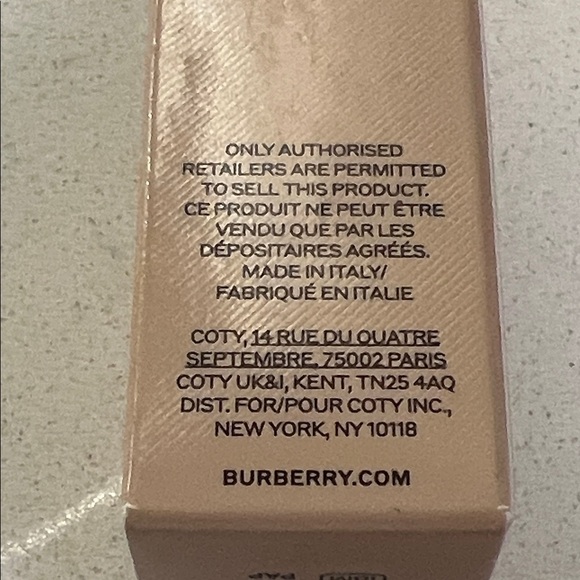 ONLY AUTHORISED
RETAILERS ARE PERMITTED
TO SELL THIS PRODUCT.
CE PRODUIT NE PEUT ÊTRE
VENDU QUE PAR LES
DÉPOSITAIRES AGRÉÉS.
MADE IN ITALY/
FABRIQUÉ EN ITALIE
COTY, 14 RUE DU QUATRE
SEPTEMBRE, 75002 PARIS
COTY UK&I, KENT, TN25 4AQ
DIST. FOR/POUR COTY INC.,
NEW YORK, NY 10118
BURBERRY.COM